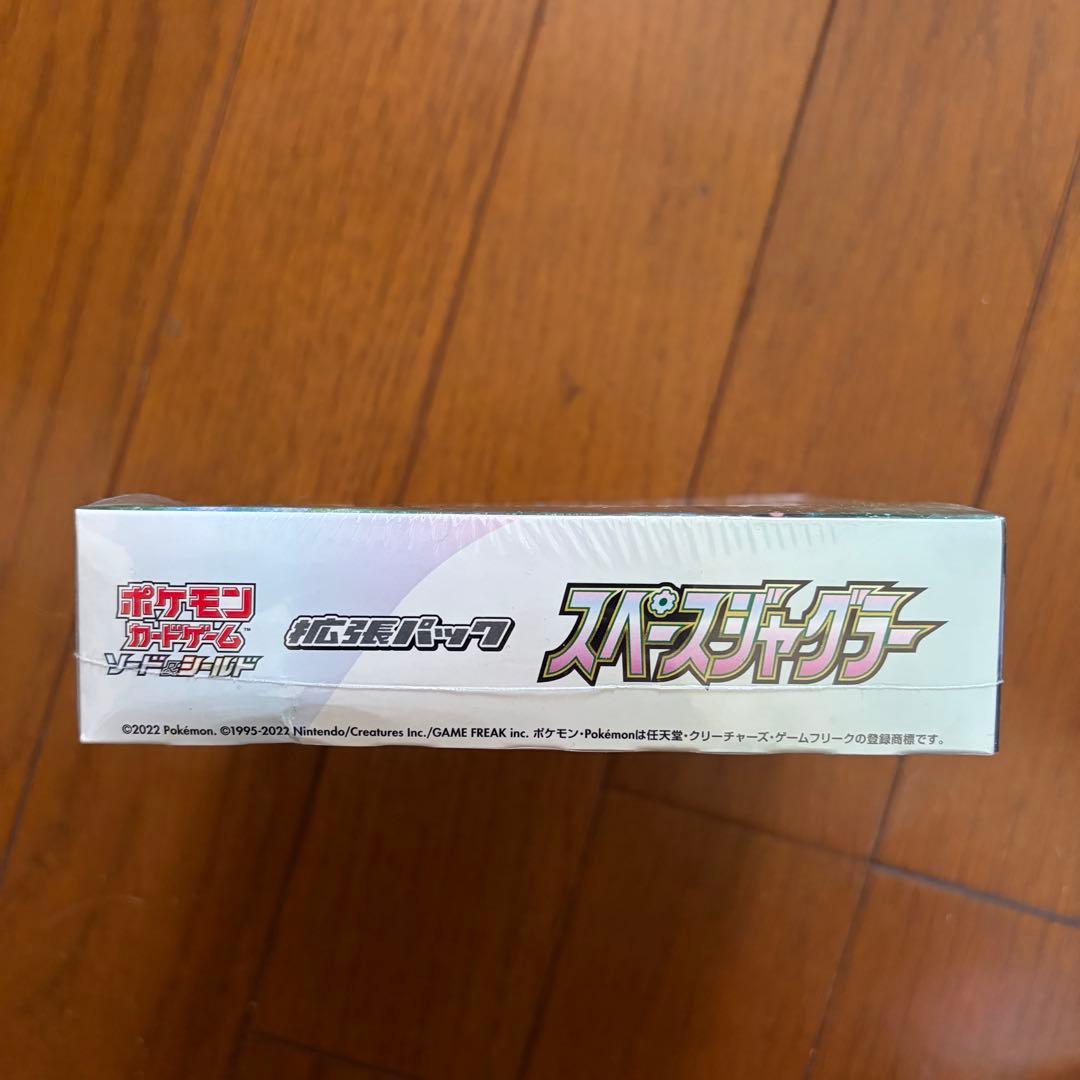 ポケモン
カードゲーム™
ソード&シールド
拡張パック
スペースジャグラー
©2022 Pokémon. ©1995-2022 Nintendo/Creatures Inc./GAME FREAK inc. ポケモン・Pokémonは任天堂・クリーチャーズ・ゲームフリークの登録商標です。